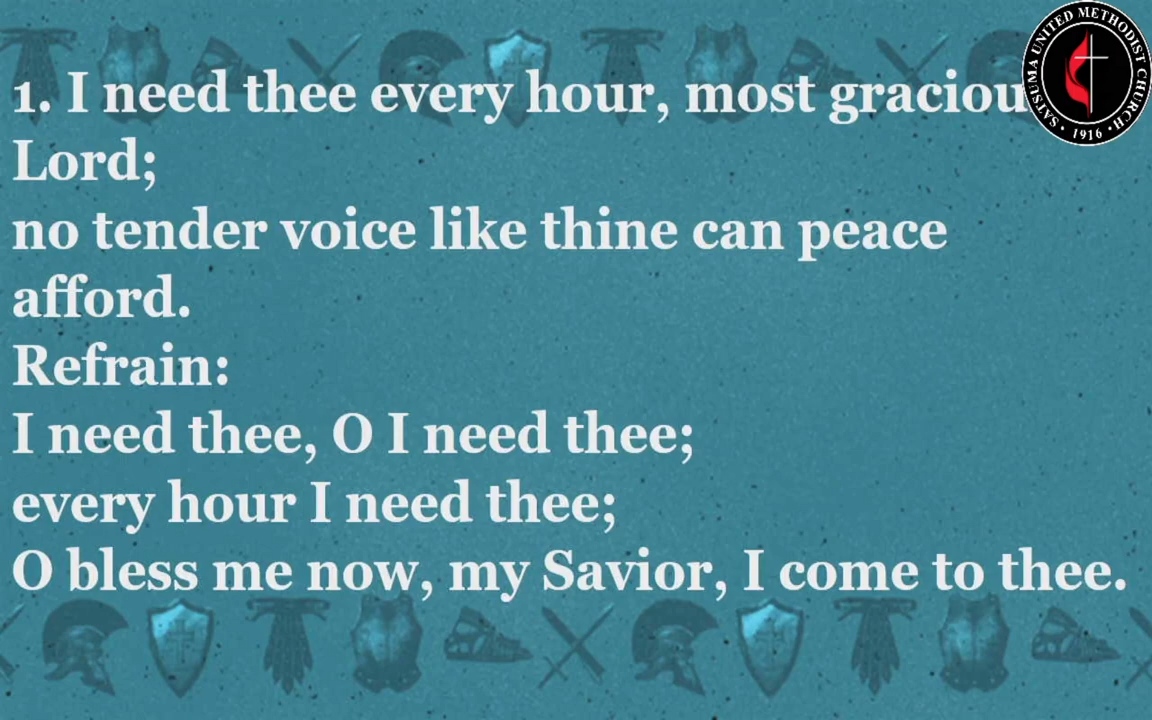 1. I need thee every hour, most graciou
Lord;
no tender voice like thine can peace
afford.
Refrain:
I need thee, O I need thee;
every hour I need thee;
O bless me now, my Savior, I come to thee.
SATSUMA UNITED METHODIST CHURCH
· 1916 ·